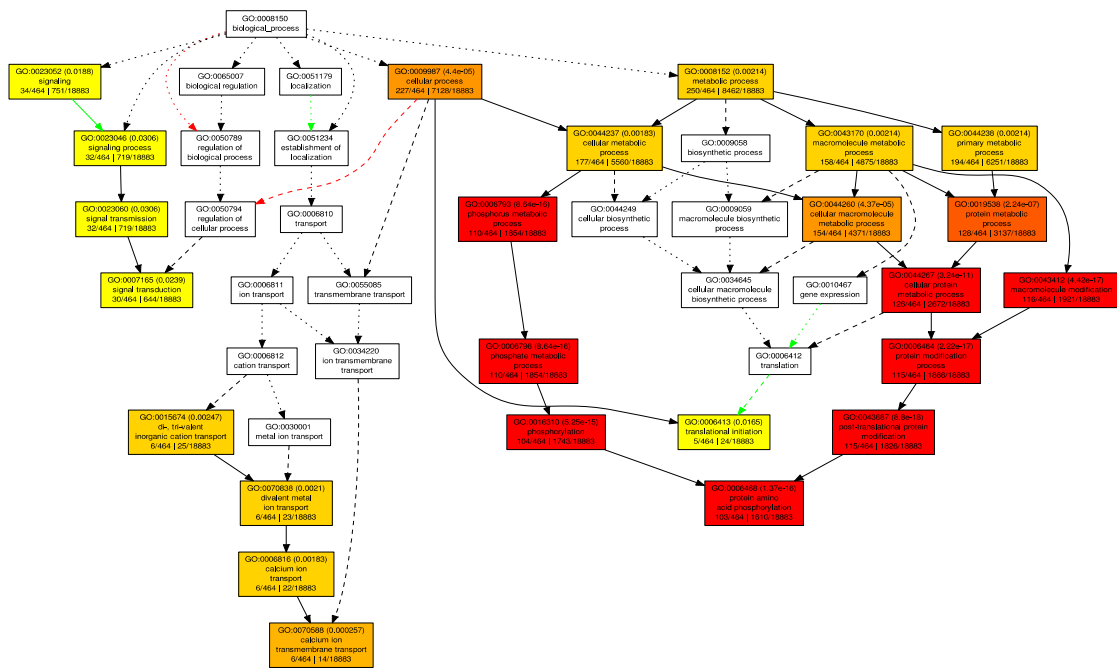 GO:0008150
biological_process
GO:0023052 (0.0188)
signaling
34/464 | 751/18883
GO:0065007
biological regulation
GO:0051179
localization
GO:0009987 (4.4e-05)
cellular process
227/464 | 7128/18883
GO:0008152 (0.00214)
metabolic process
250/464 | 8462/18883
GO:0023046 (0.0306)
signaling process
32/464 | 719/18883
GO:0050789
regulation of
biological process
GO:0051234
establishment of
localization
GO:0044237 (0.00183)
cellular metabolic
process
177/464 | 5560/18883
GO:0009058
biosynthetic process
GO:0043170 (0.00214)
macromolecule metabolic
process
158/464 | 4875/18883
GO:0044238 (0.00214)
primary metabolic
process
194/464 | 6251/18883
GO:0023060 (0.0306)
signal transmission
32/464 | 719/18883
GO:0050794
regulation of
cellular process
GO:0006810
transport
GO:0006793 (8.64e-16)
phosphorus metabolic
process
110/464 | 1854/18883
GO:0044249
cellular biosynthetic
process
GO:0009059
macromolecule biosynthetic
process
GO:0044260 (4.37e-05)
cellular macromolecule
metabolic process
154/464 | 4371/18883
GO:0019538 (2.24e-07)
protein metabolic
process
128/464 | 3137/18883
GO:0007165 (0.0239)
signal transduction
30/464 | 644/18883
GO:0006811
ion transport
GO:0055085
transmembrane transport
GO:0034645
cellular macromolecule
biosynthetic process
GO:0010467
gene expression
GO:0044267 (3.24e-11)
cellular protein
metabolic process
126/464 | 2672/18883
GO:0043412 (4.42e-17)
macromolecule modification
116/464 | 1921/18883
GO:0006812
cation transport
GO:0034220
ion transmembrane
transport
GO:0006796 (8.64e-16)
phosphate metabolic
process
110/464 | 1854/18883
GO:0006412
translation
GO:0006464 (2.22e-17)
protein modification
process
115/464 | 1886/18883
GO:0015674 (0.00247)
di-, tri-valent
inorganic cation transport
6/464 | 25/18883
GO:0030001
metal ion transport
GO:0016310 (5.25e-15)
phosphorylation
104/464 | 1743/18883
GO:0006413 (0.0165)
translational initiation
5/464 | 24/18883
GO:0043687
post-translational protein
modification
115/464 | 1826/18883
GO:0070838 (0.0021)
divalent metal
ion transport
6/464 | 23/18883
GO:0006468 (1.37e-16)
protein amino
acid phosphorylation
103/464 | 1610/18883
GO:0006816 (0.00183)
calcium ion
transport
6/464 | 22/18883
GO:0070588 (0.000257)
calcium ion
transmembrane transport
6/464 | 14/18883